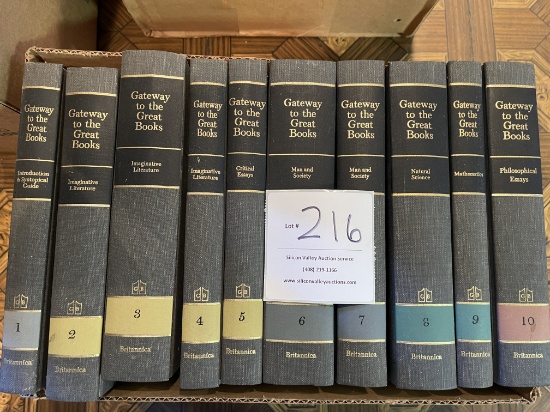 Gateway
to the
Great
Books
Introduction
& Syntopical
Guide
1
Britannica
Gateway
to the
Great
Books
Imaginative
Literature
2
Britannica
Gateway
to the
Great
Books
Imaginative
Literature
3
Britannica
Gateway
to the
Great
Books
Imaginative
Literature
4
Britannica
Gateway
to the
Great
Books
Critical
Essays
5
Britannica
Gateway
to the
Great
Books
Man and
Society
6
Britannica
Gateway
to the
Great
Books
Man and
Society
7
Britannica
Gateway
to the
Great
Books
Natural
Science
8
Britannica
Gateway
to the
Great
Books
Mathematics
9
Britannica
Gateway
to the
Great
Books
Philosophical
Essays
10
Britannica
Lot # 216
Silicon Valley Auction Service
www.siliconvalleyauctions.com